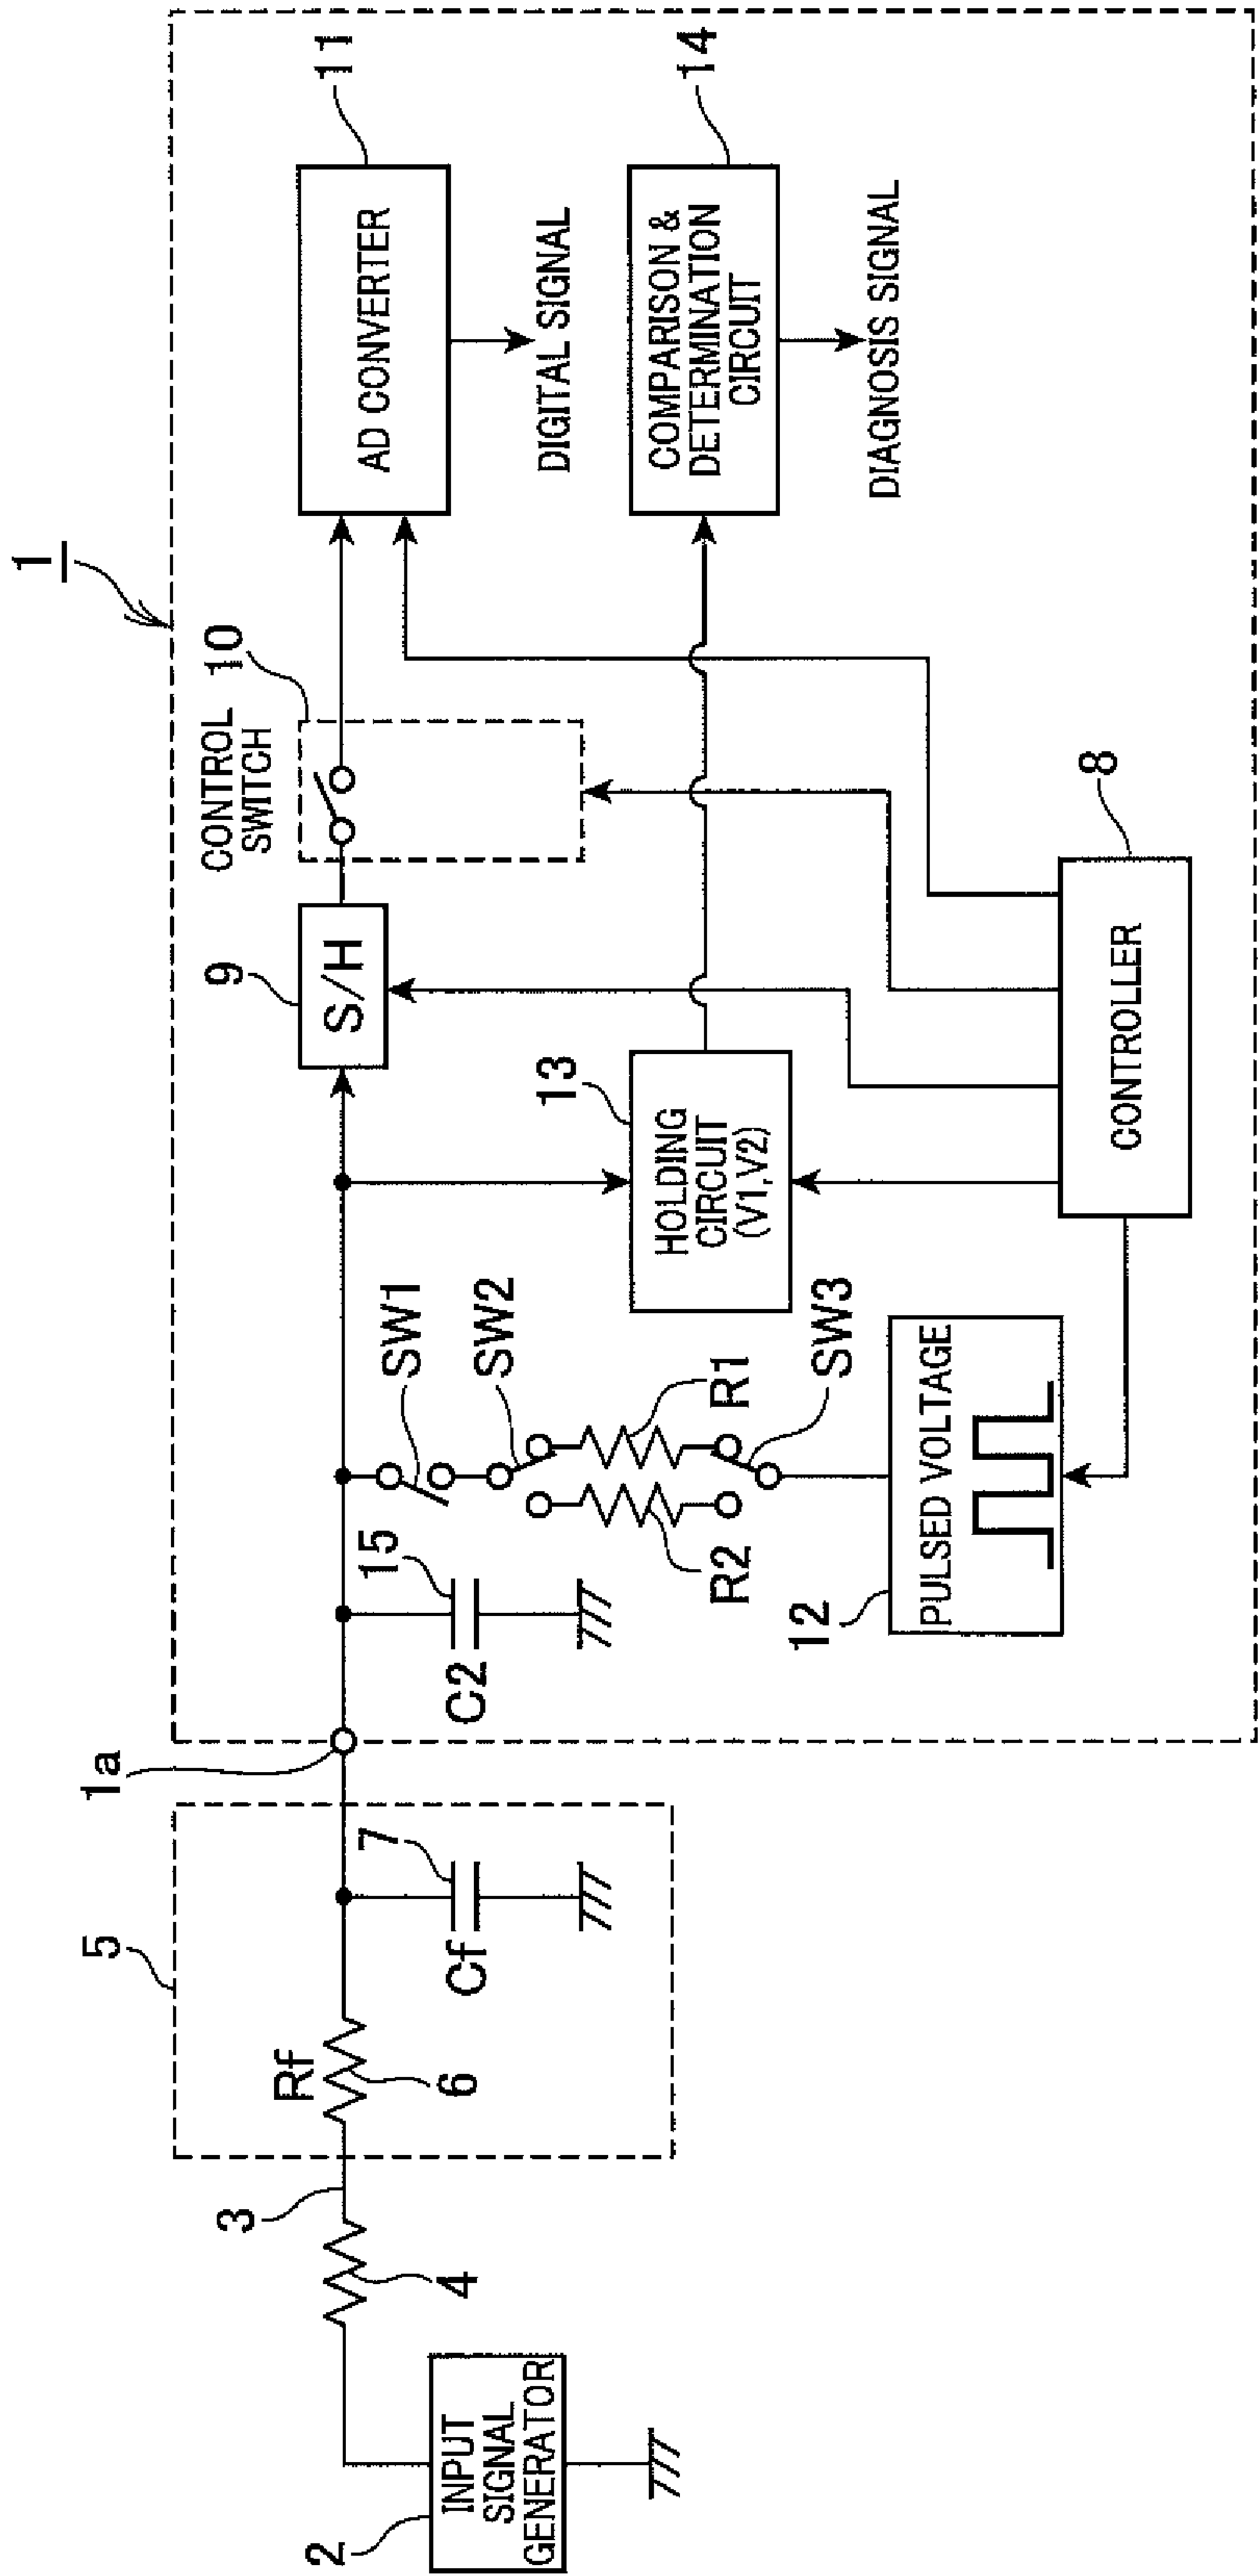 1
CONTROL
SWITCH
10
11
AD CONVERTER
DIGITAL SIGNAL
9
S/H
14
COMPARISON &
DETERMINATION
CIRCUIT
DIAGNOSIS SIGNAL
13
HOLDING
CIRCUIT
(V1,V2)
8
CONTROLLER
SW1
SW2
R1
R2
SW3
12
PULSED VOLTAGE
15
C2
1a
5
7
Cf
Rf
6
3
4
2
INPUT
SIGNAL
GENERATOR